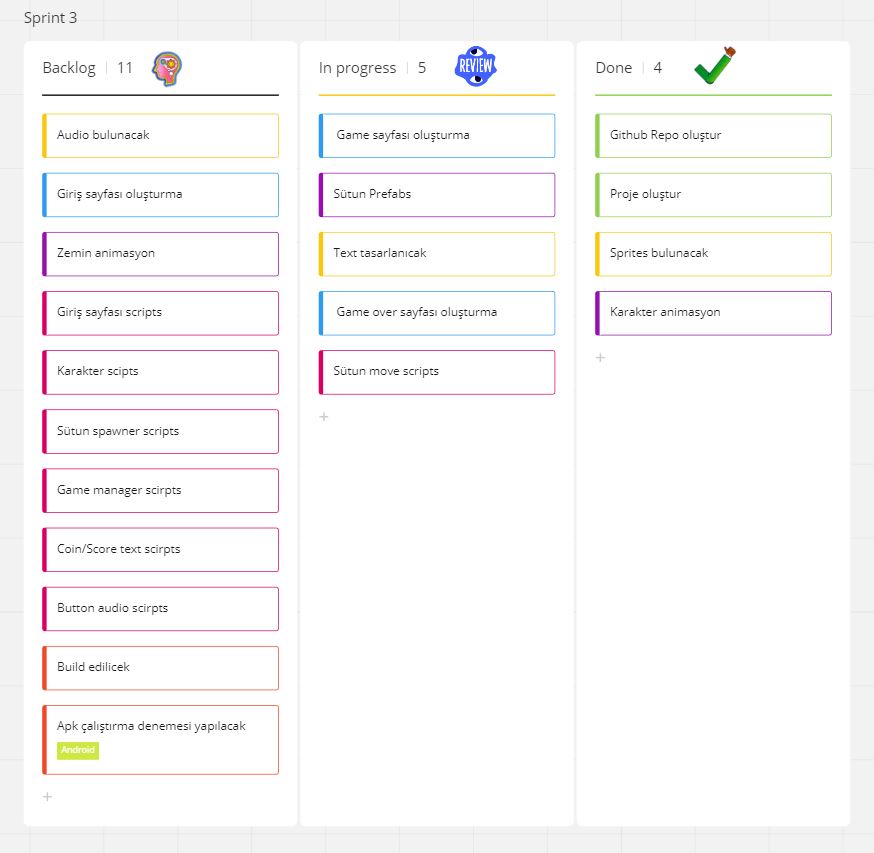 Sprint 3
Backlog 11
Audio bulunacak
Giriş sayfası oluşturma
Zemin animasyon
Giriş sayfası scripts
Karakter scipts
Sütun spawner scripts
Game manager scirpts
Coin/Score text scirpts
Button audio scirpts
Build edilicek
Apk çalıştırma denemesi yapılacak
Android
In progress 5
REVIEW
Game sayfası oluşturma
Sütun Prefabs
Text tasarlanıcak
Game over sayfası oluşturma
Sütun move scripts
Done 4
Github Repo oluştur
Proje oluştur
Sprites bulunacak
Karakter animasyon